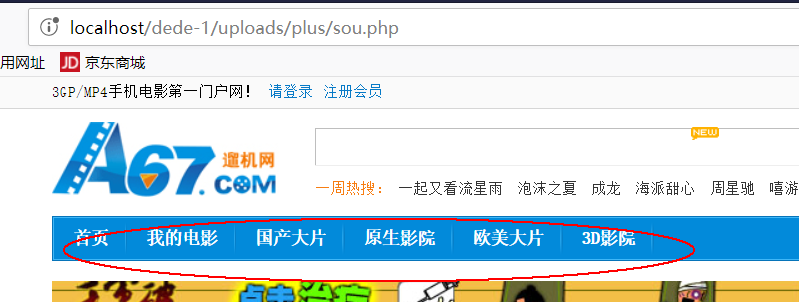 localhost/dede-1/uploads/plus/sou.php
用网址 JD 京东商城
3GP/MP4手机电影第一门户网! 请登录 注册会员
NEW
A67 遛机网
.COM
一周热搜: 一起又看流星雨 泡沫之夏 成龙 海派甜心 周星驰 嘻游
首页 我的电影 国产大片 原生影院 欧美大片 3D影院
点击治疗